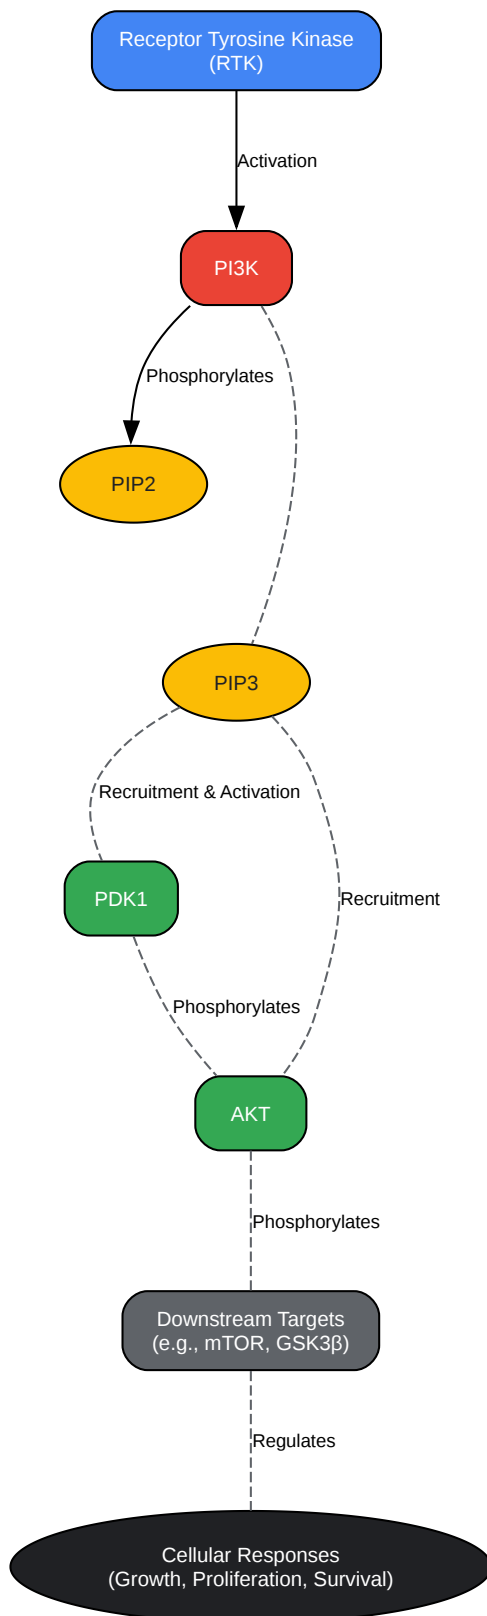 Receptor Tyrosine Kinase
(RTK)
Activation
PI3K
Phosphorylates
PIP2
PIP3
Recruitment & Activation
PDK1
Recruitment
Phosphorylates
AKT
Phosphorylates
Downstream Targets
(e.g., mTOR, GSK3β)
Regulates
Cellular Responses
(Growth, Proliferation, Survival)